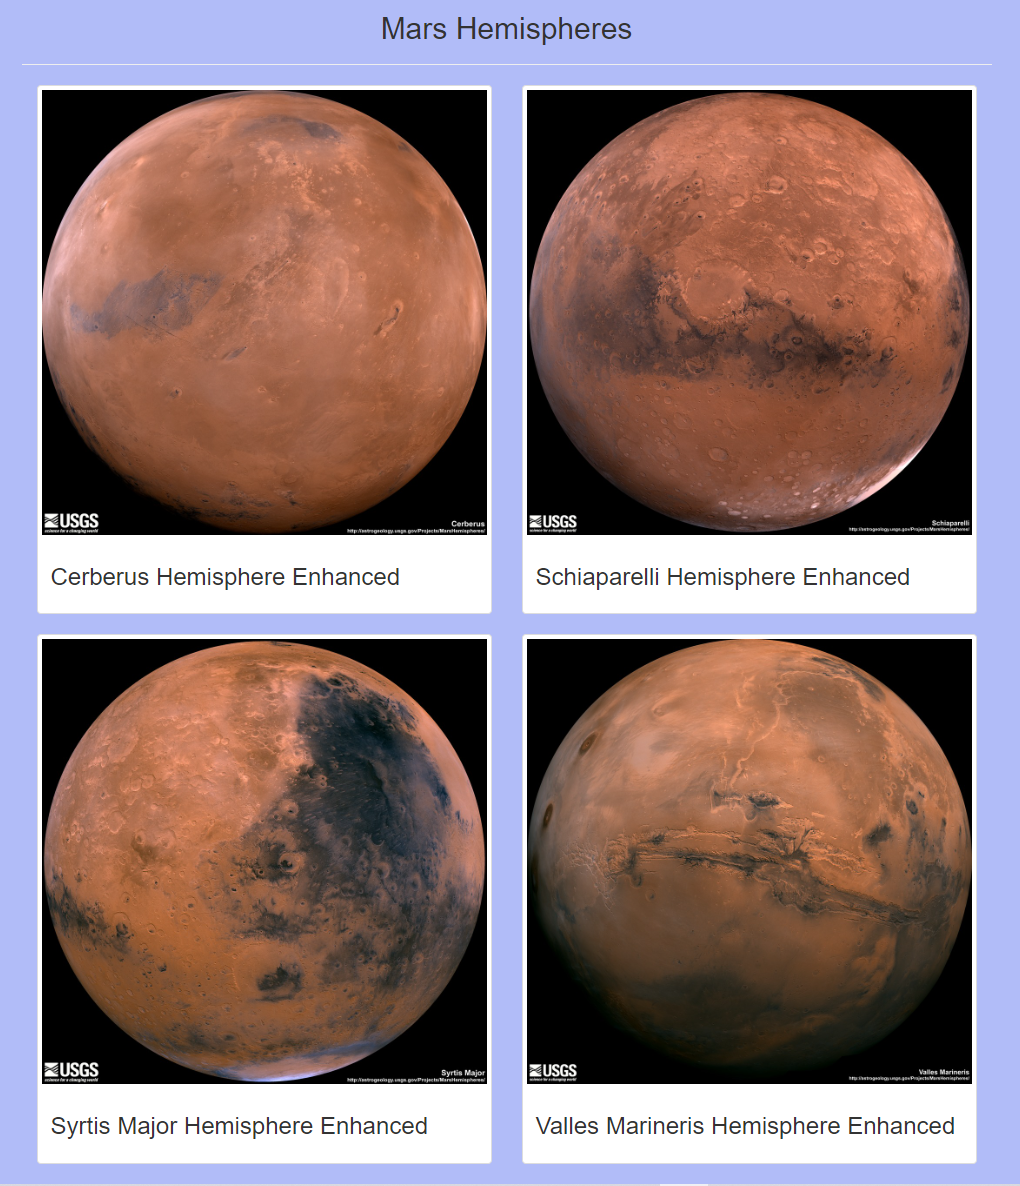 Mars Hemispheres
USGS
science for a changing world
Cerberus
http://astrogeology.usgs.gov/Projects/MarsHemispheres/
USGS
science for a changing world
Schiaparelli
http://astrogeology.usgs.gov/Projects/MarsHemispheres/
Cerberus Hemisphere Enhanced
Schiaparelli Hemisphere Enhanced
USGS
science for a changing world
Syrtis Major
http://astrogeology.usgs.gov/Projects/MarsHemispheres/
USGS
science for a changing world
Valles Marineris
http://astrogeology.usgs.gov/Projects/MarsHemispheres/
Syrtis Major Hemisphere Enhanced
Valles Marineris Hemisphere Enhanced